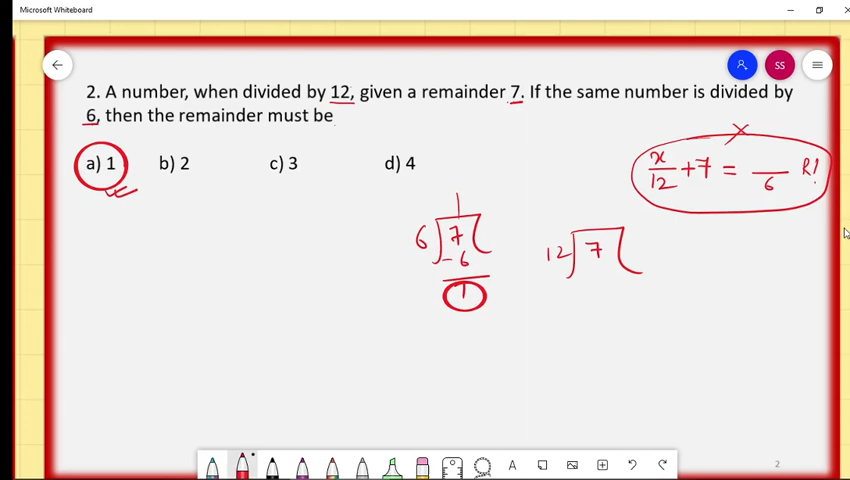 Microsoft Whiteboard
SS
2. A number, when divided by 12, given a remainder 7. If the same number is divided by
6, then the remainder must be
a) 1 b) 2 c) 3 d) 4
x/12 + 7 = __/6 R!
1
6 7
12 7
- 6
1
A
2